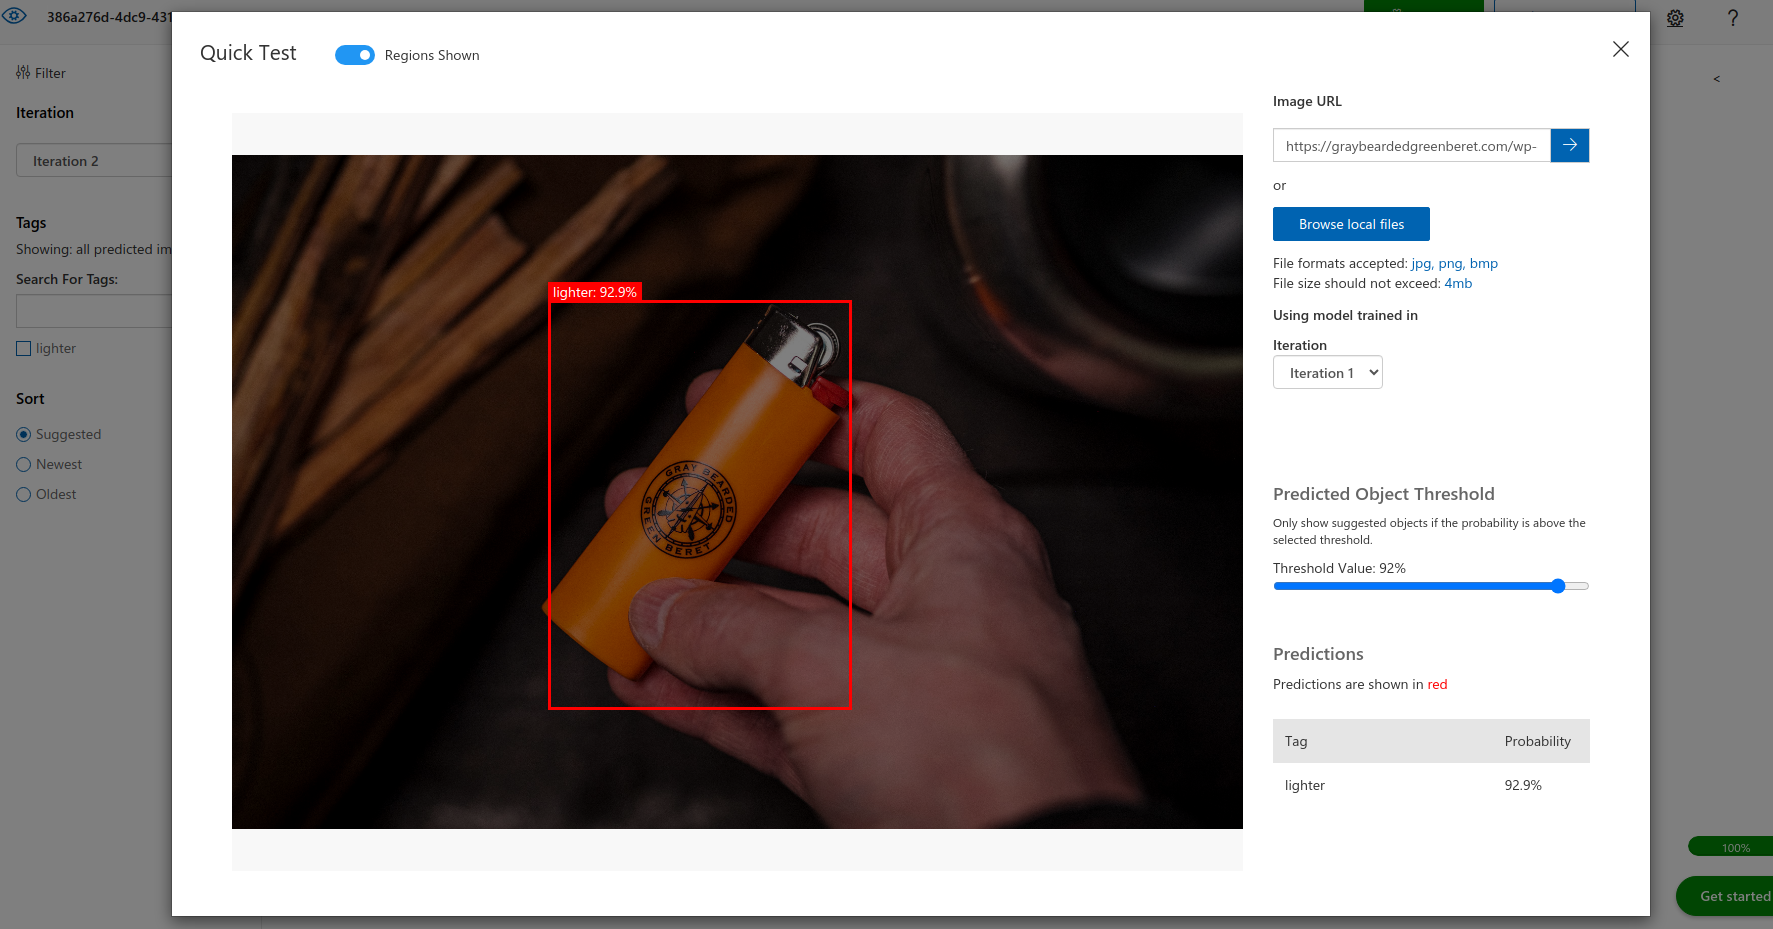 386a276d-4dc9-431
Quick Test
Regions Shown
Filter
Iteration
Iteration 2
Tags
Showing: all predicted im
Search For Tags:
lighter
Sort
Suggested
Newest
Oldest
lighter: 92.9%
GRAY BEARDED
GREEN BERET
Image URL
https://graybeardedgreenberet.com/wp-
or
Browse local files
File formats accepted: jpg, png, bmp
File size should not exceed: 4mb
Using model trained in
Iteration
Iteration 1
Predicted Object Threshold
Only show suggested objects if the probability is above the
selected threshold.
Threshold Value: 92%
Predictions
Predictions are shown in red
Tag Probability
lighter 92.9%
<
?
100%
Get started